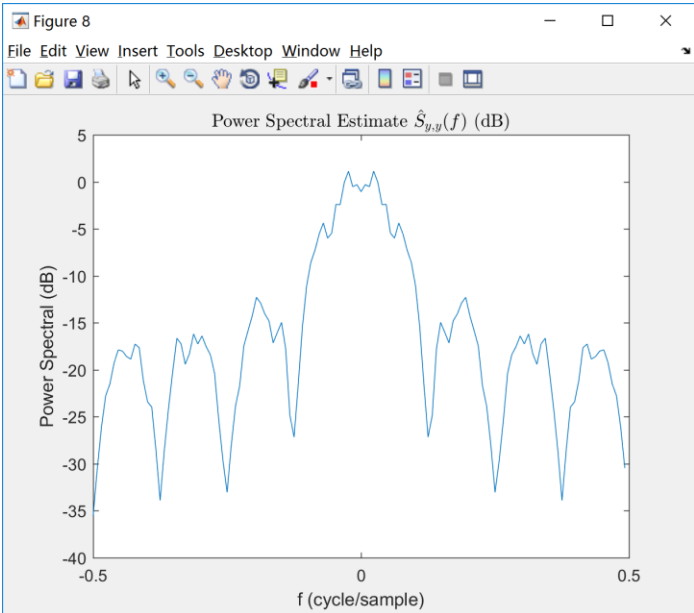 Figure 8
File Edit View Insert Tools Desktop Window Help
Power Spectral Estimate $\hat{S}_{y,y}(f)$ (dB)
Power Spectral (dB)
5
0
-5
-10
-15
-20
-25
-30
-35
-40
-0.5 0 0.5
f (cycle/sample)